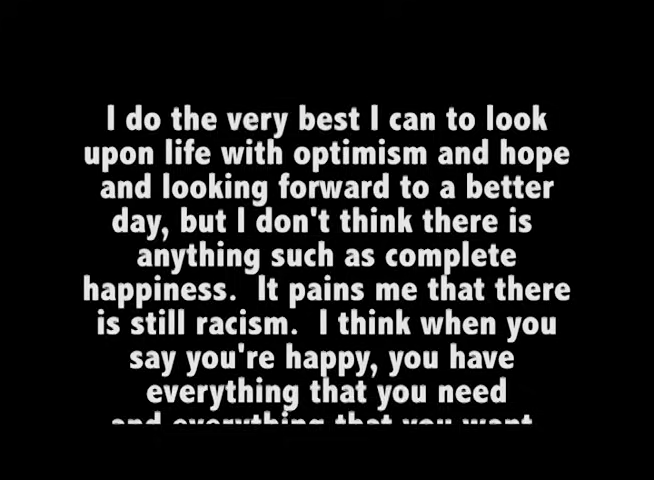 I do the very best I can to look
upon life with optimism and hope
and looking forward to a better
day, but I don't think there is
anything such as complete
happiness.  It pains me that there
is still racism.  I think when you
say you're happy, you have
everything that you need
and everything that you want.